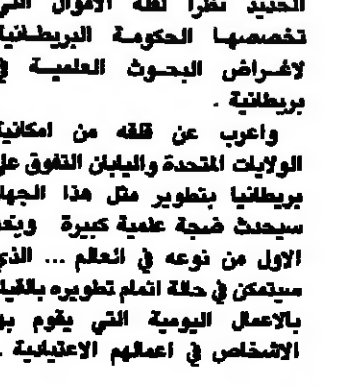 الجديد نظرا لقلة الاموال التي
تخصصها الحكومة البريطانية
لاغراض البحوث العلمية في
بريطانية .
واعرب عن قلقه من امكانية
الولايات المتحدة واليابان التفوق على
بريطانيا بتطوير مثل هذا الجهاز
سيحدث ضجة علمية كبيرة ويعد
الاول من نوعه في العالم ... الذي
سيتمكن في حالة اتمام تطويره بالقيام
بالاعمال اليومية التي يقوم بها
الاشخاص في اعمالهم الاعتيادية .